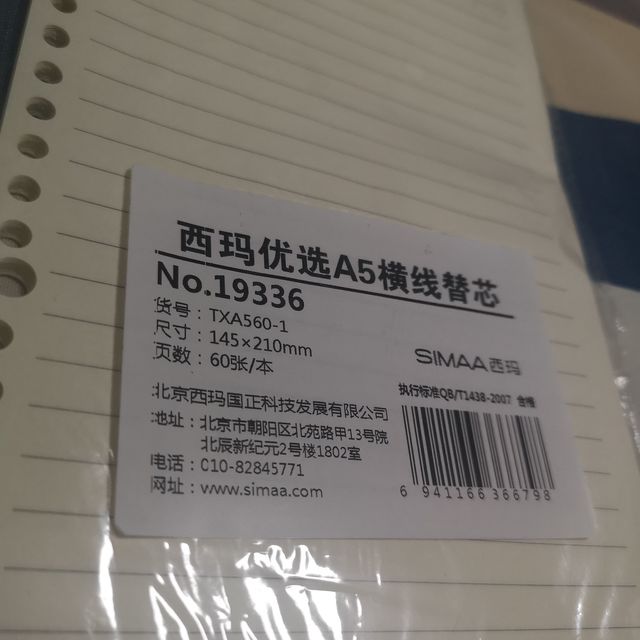 西玛优选A5横线替芯
No.19336
货号：TXA560-1
尺寸：145×210mm
页数：60张/本
SIMAA西玛
执行标准QB/T1438-2007 合格
北京西玛国正科技发展有限公司
地址：北京市朝阳区北苑路甲13号院
北辰新纪元2号楼1802室
电话：010-82845771
网址：www.simaa.com
6 941166 366798